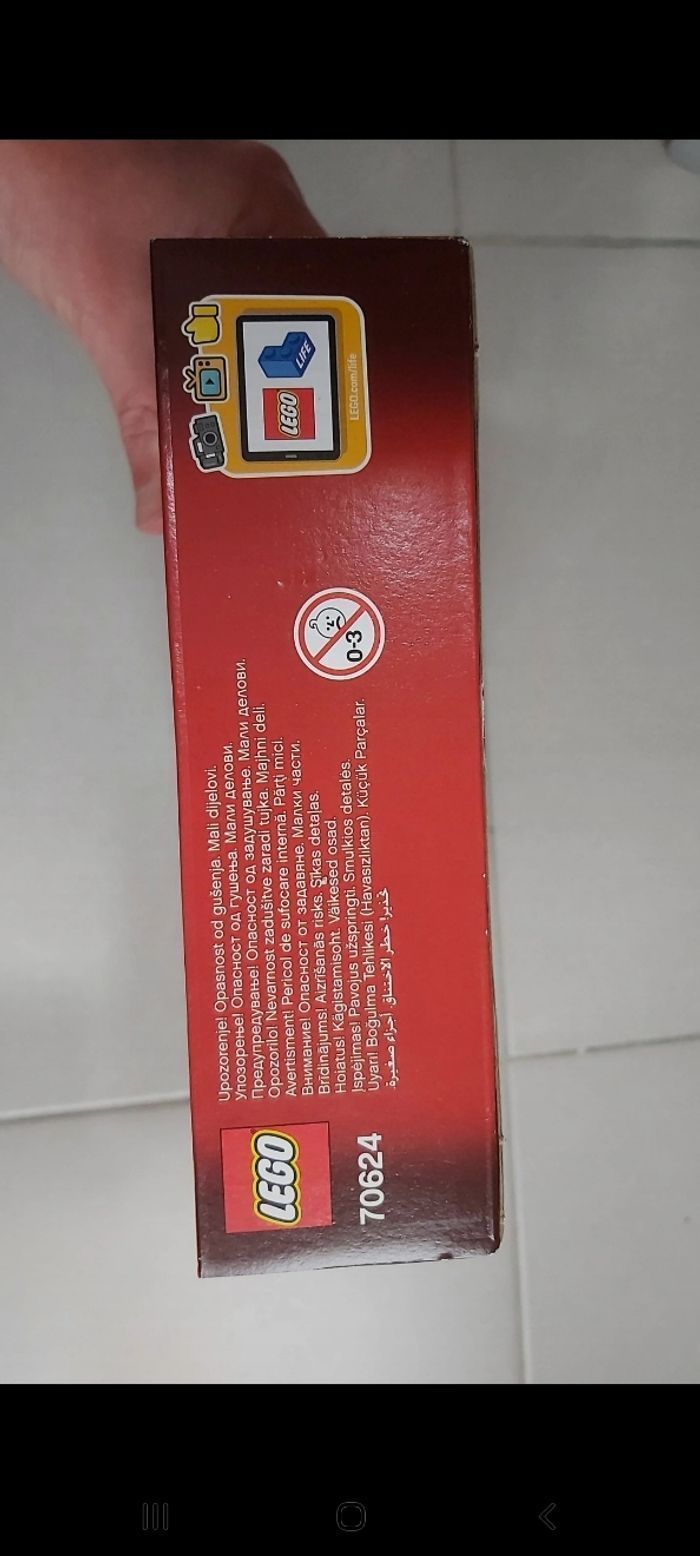 LEGO
70624
Upozorenje! Opasnost od gušenja. Mali dijelovi.
Упозорење! Опасност од гушења. Мали делови.
Предупредување! Опасност од задушување. Мали делови.
Opozorilo! Nevarnost zadušitve zaradi tujka. Majhni deli.
Avertisment! Pericol de sufocare internă. Părţi mici.
Внимание! Опасност от задавяне. Малки части.
Brīdinājums! Aizrīšanās risks. Sīkas detaļas.
Hoiatus! Kägistamisoht. Väikesed osad.
Įspėjimas! Pavojus užspringti. Smulkios detalės.
Uyarı! Boğulma Tehlikesi (Havasızlıktan). Küçük Parçalar.
تحذير! خطر الاختناق. أجزاء صغيرة.
0-3
LEGO
LIFE
LEGO.com/life